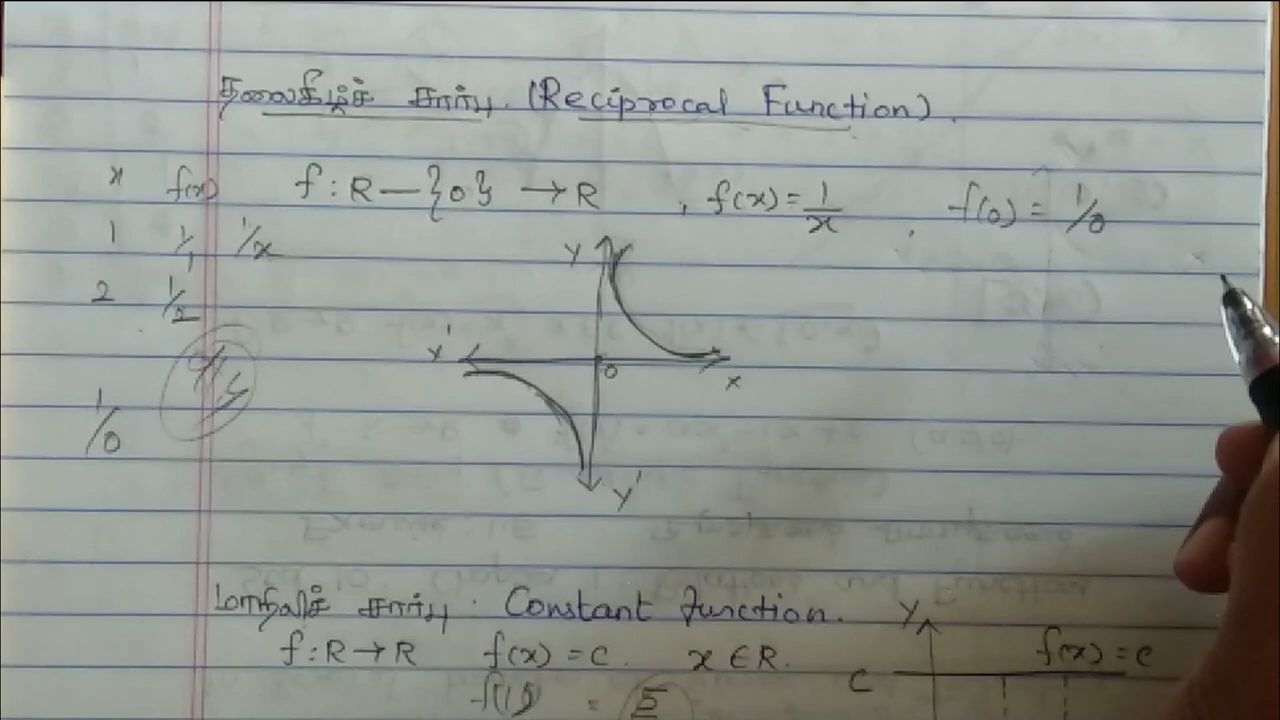 தலைகீழ்ச் சார்பு. (Reciprocal Function).
x f(x) f : R — {0} → R , f(x) = 1/x , f(0) = 1/0
1 1/1 1/x
2 1/2
1/0
Y
X' O X
Y'
மாறிலிச் சார்பு. Constant function.
f : R → R f(x) = C. x ∈ R. Y f(x) = C
C
f(1) = 5